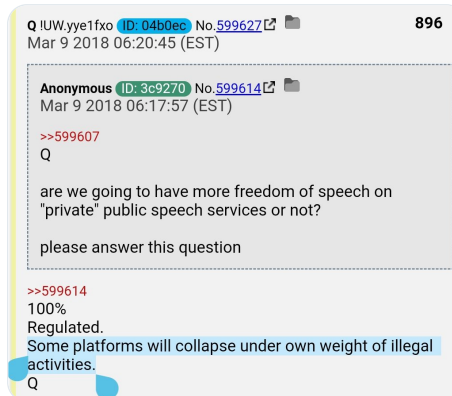 Q !UW.yye1fxo ID: 04b0ec No.599627 896
Mar 9 2018 06:20:45 (EST)
Anonymous ID: 3c9270 No.599614
Mar 9 2018 06:17:57 (EST)
>>599607
Q
are we going to have more freedom of speech on
"private" public speech services or not?
please answer this question
>>599614
100%
Regulated.
Some platforms will collapse under own weight of illegal
activities.
Q